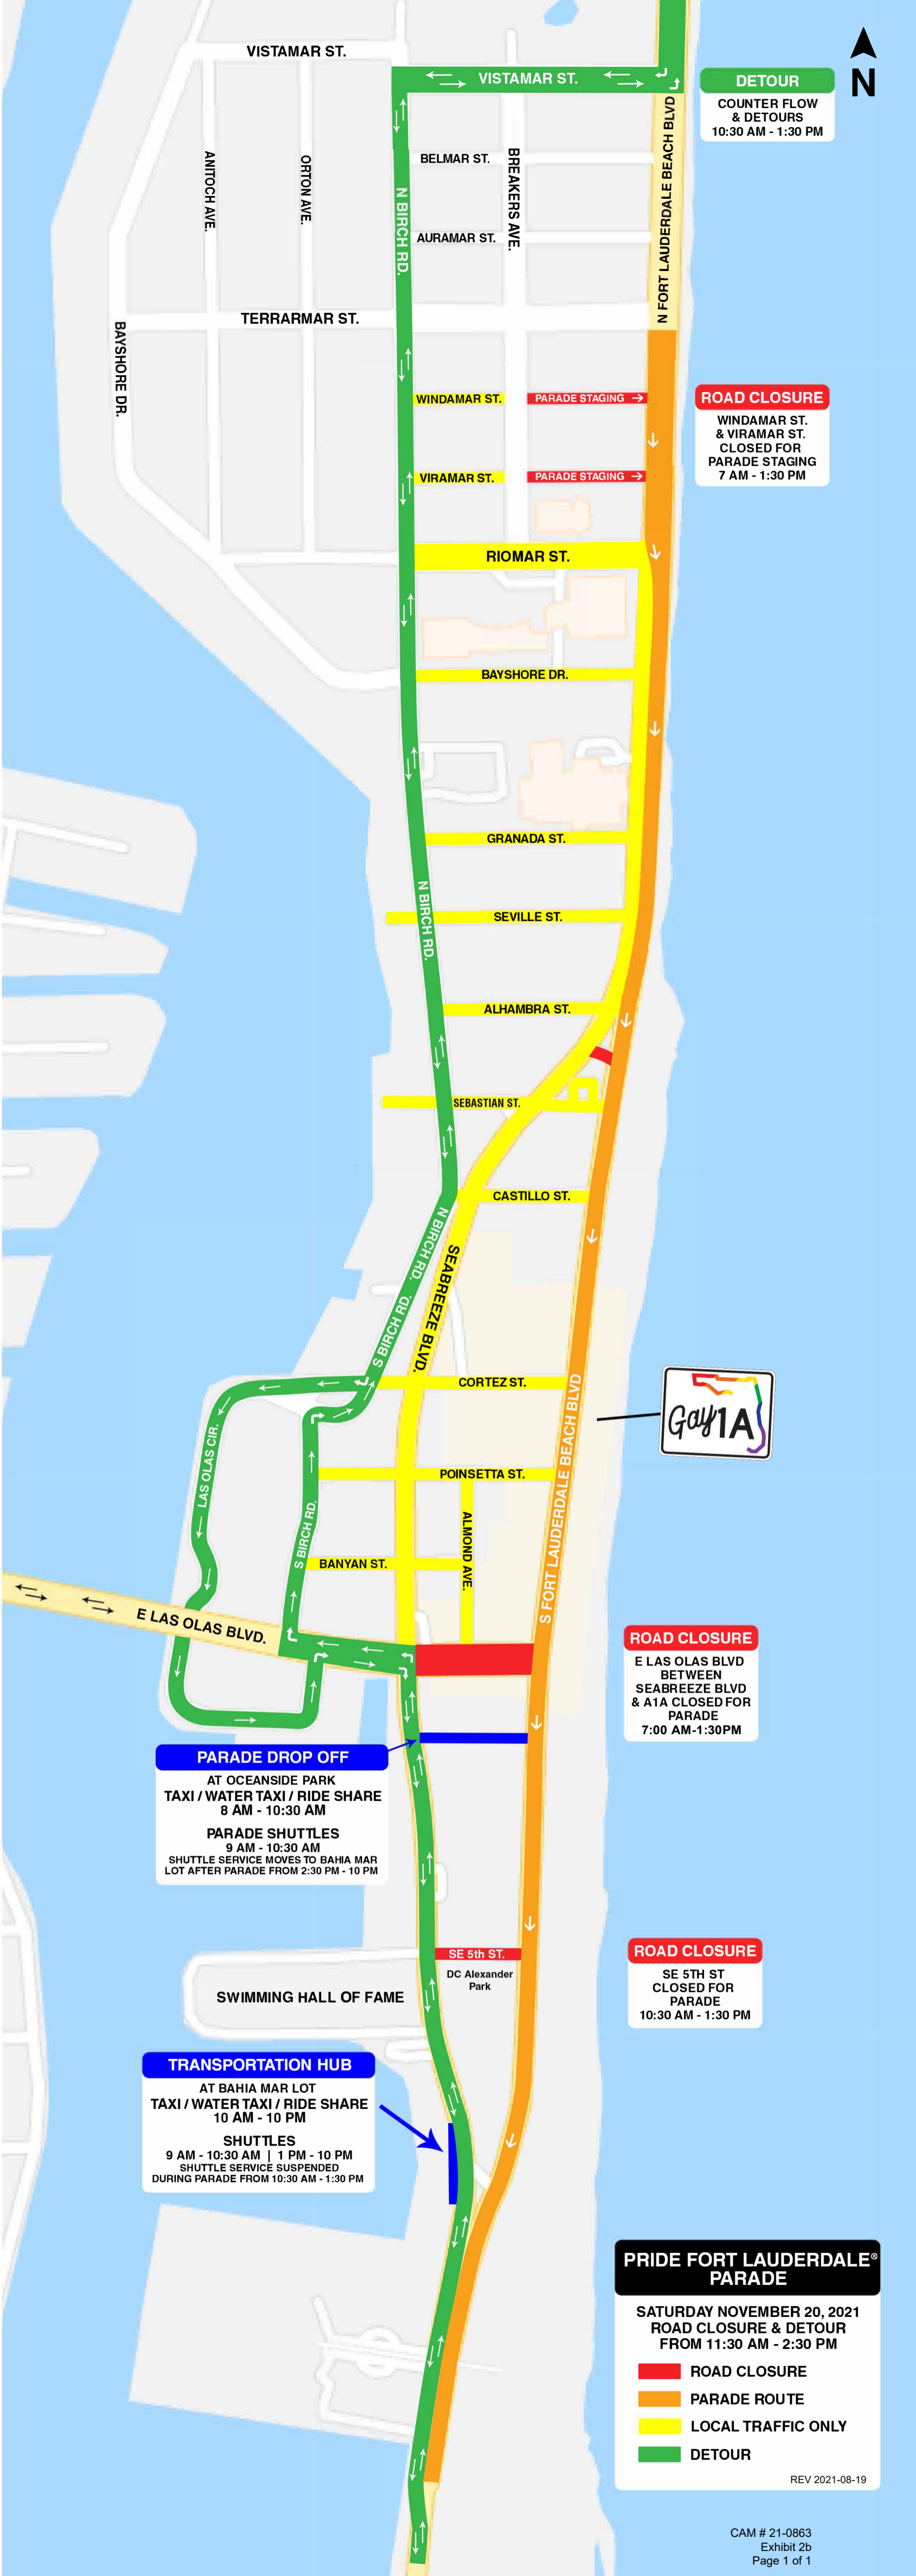 VISTAMAR ST.
VISTAMAR ST.
N
DETOUR
COUNTER FLOW
& DETOURS
10:30 AM - 1:30 PM
N FORT LAUDERDALE BEACH BLVD
ANITOCH AVE.
ORTON AVE.
N BIRCH RD.
BELMAR ST.
BREAKERS AVE.
AURAMAR ST.
TERRARMAR ST.
BAYSHORE DR.
WINDAMAR ST.
PARADE STAGING
ROAD CLOSURE
WINDAMAR ST.
& VIRAMAR ST.
CLOSED FOR
PARADE STAGING
7 AM - 1:30 PM
VIRAMAR ST.
PARADE STAGING
RIOMAR ST.
BAYSHORE DR.
GRANADA ST.
N BIRCH RD.
SEVILLE ST.
ALHAMBRA ST.
SEBASTIAN ST.
CASTILLO ST.
N BIRCH RD.
SEABREEZE BLVD.
S BIRCH RD.
CORTEZ ST.
S FORT LAUDERDALE BEACH BLVD
Gay1A
LAS OLAS CIR.
POINSETTA ST.
S BIRCH RD.
ALMOND AVE.
BANYAN ST.
E LAS OLAS BLVD.
ROAD CLOSURE
E LAS OLAS BLVD
BETWEEN
SEABREEZE BLVD
& A1A CLOSED FOR
PARADE
7:00 AM-1:30PM
PARADE DROP OFF
AT OCEANSIDE PARK
TAXI / WATER TAXI / RIDE SHARE
8 AM - 10:30 AM
PARADE SHUTTLES
9 AM - 10:30 AM
SHUTTLE SERVICE MOVES TO BAHIA MAR
LOT AFTER PARADE FROM 2:30 PM - 10 PM
SE 5th ST.
DC Alexander
Park
ROAD CLOSURE
SE 5TH ST
CLOSED FOR
PARADE
10:30 AM - 1:30 PM
SWIMMING HALL OF FAME
TRANSPORTATION HUB
AT BAHIA MAR LOT
TAXI / WATER TAXI / RIDE SHARE
10 AM - 10 PM
SHUTTLES
9 AM - 10:30 AM | 1 PM - 10 PM
SHUTTLE SERVICE SUSPENDED
DURING PARADE FROM 10:30 AM - 1:30 PM
PRIDE FORT LAUDERDALE®
PARADE
SATURDAY NOVEMBER 20, 2021
ROAD CLOSURE & DETOUR
FROM 11:30 AM - 2:30 PM
ROAD CLOSURE
PARADE ROUTE
LOCAL TRAFFIC ONLY
DETOUR
REV 2021-08-19
CAM # 21-0863
Exhibit 2b
Page 1 of 1